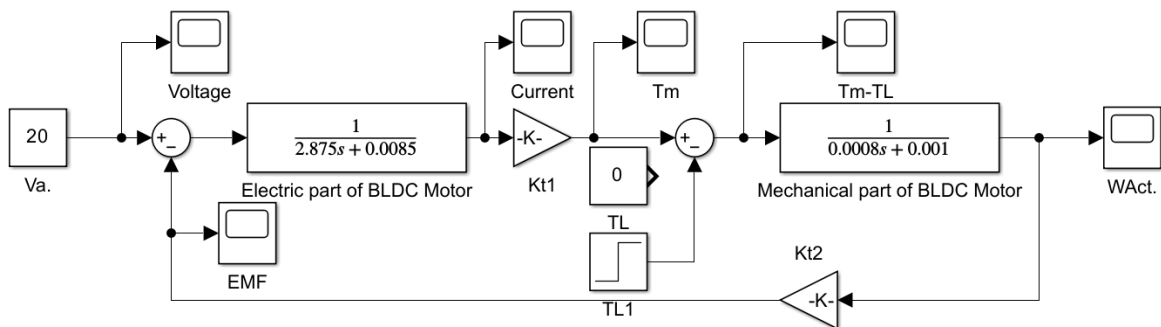 Voltage
Current
Tm
Tm-TL
20
Va.
+
−
1
2.875s + 0.0085
Electric part of BLDC Motor
-K-
Kt1
+
−
0
TL
1
0.0008s + 0.001
Mechanical part of BLDC Motor
WAct.
EMF
TL1
Kt2
-K-